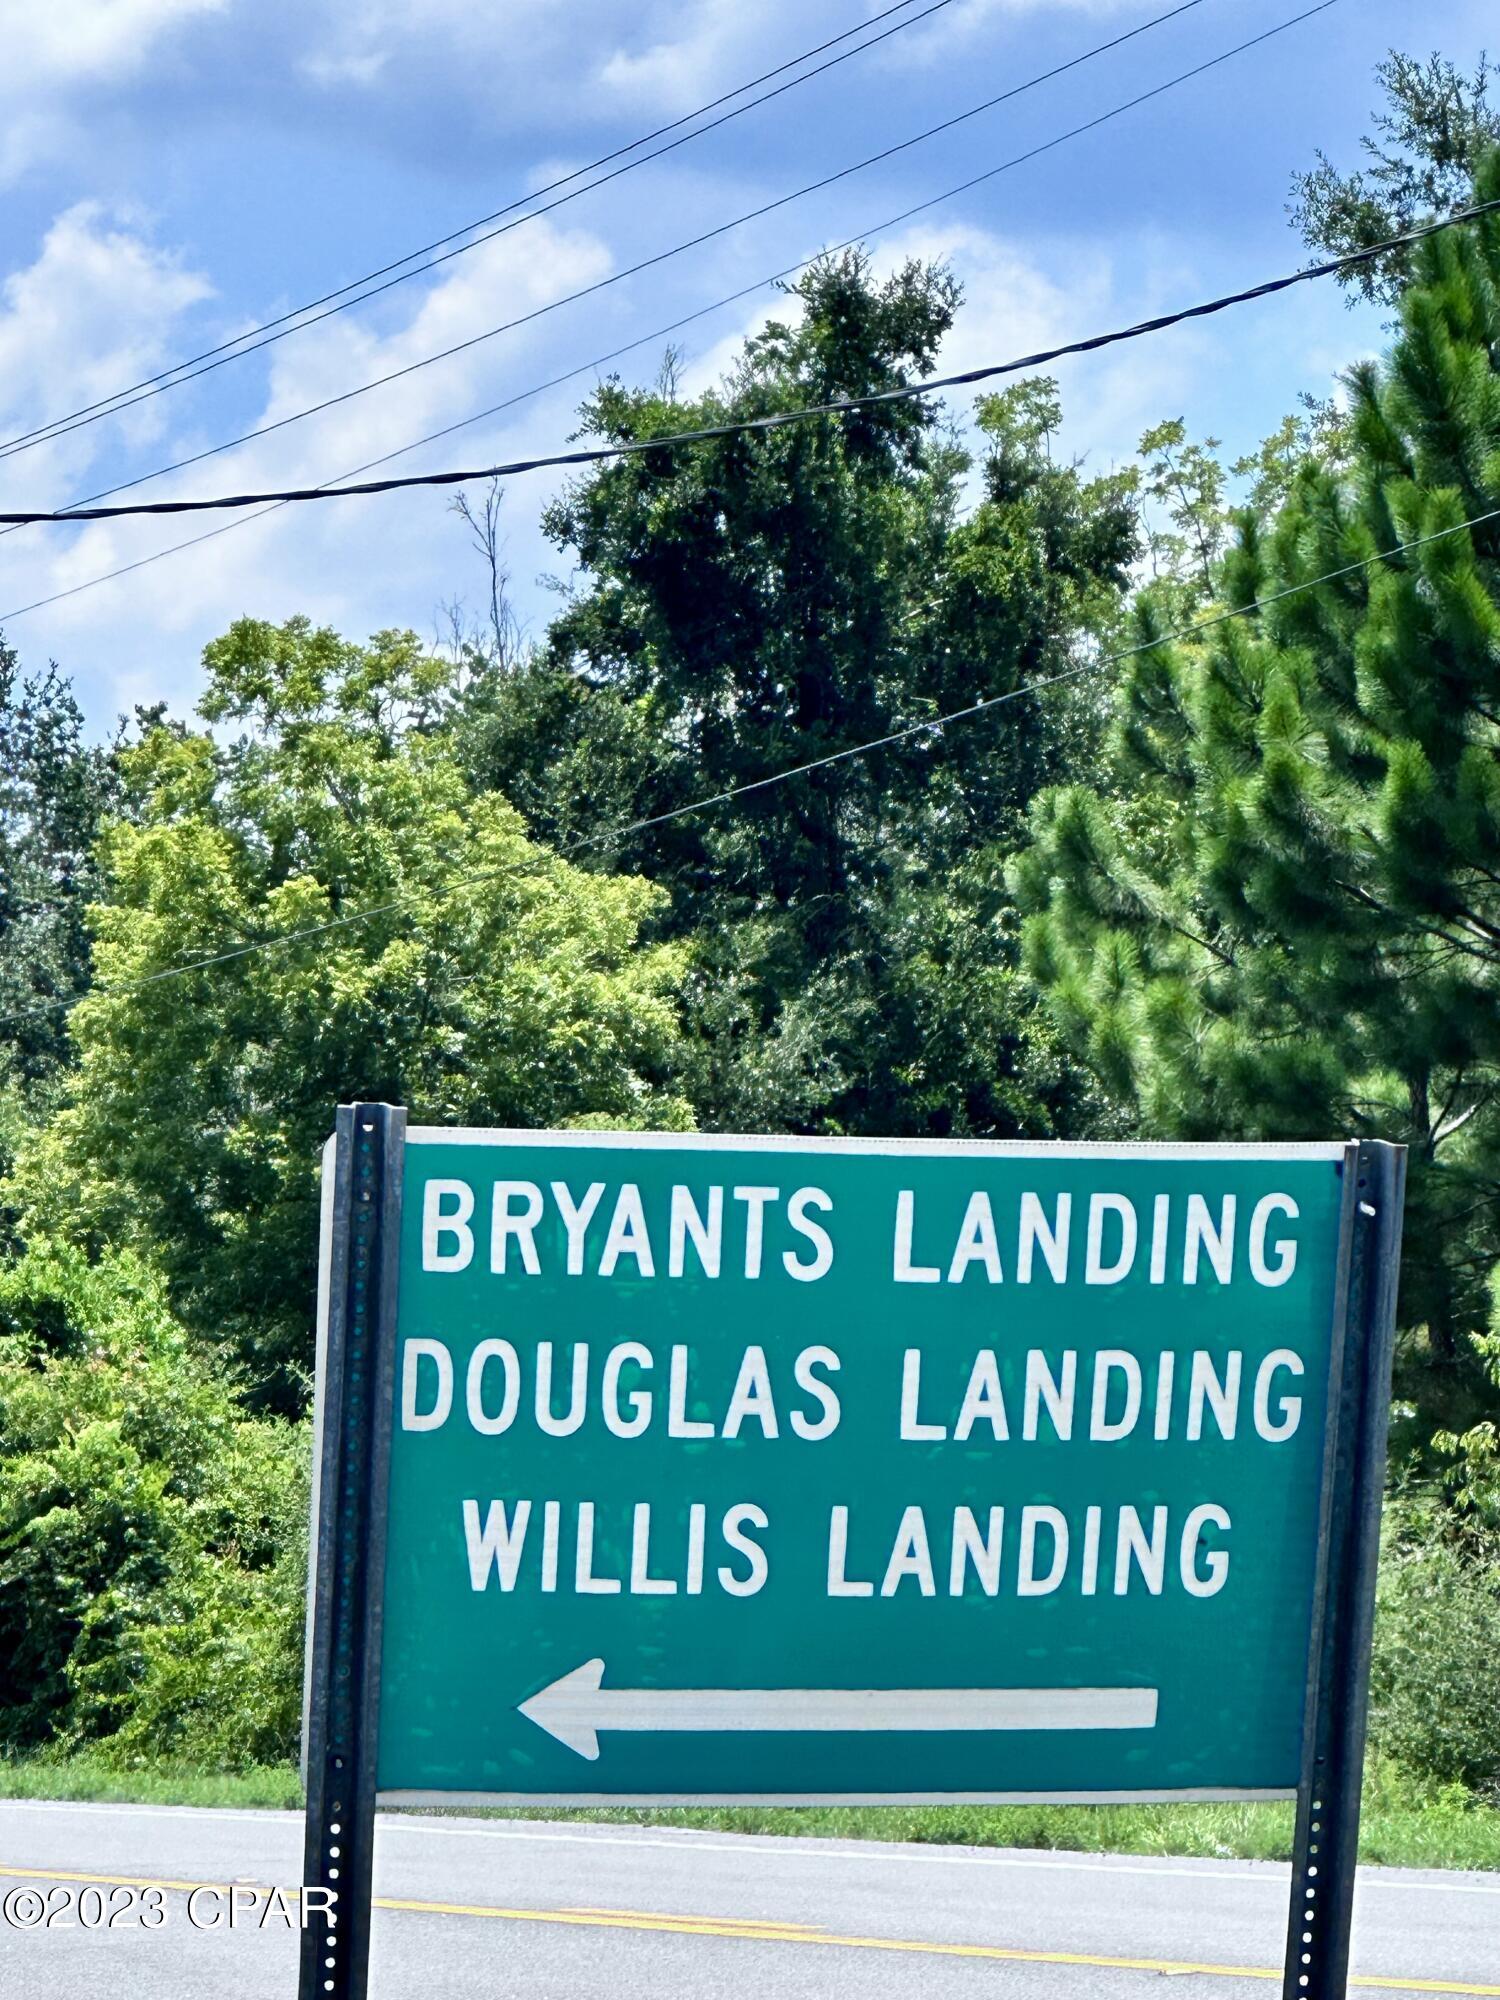 BRYANTS LANDING
DOUGLAS LANDING
WILLIS LANDING
©2023 CPAR